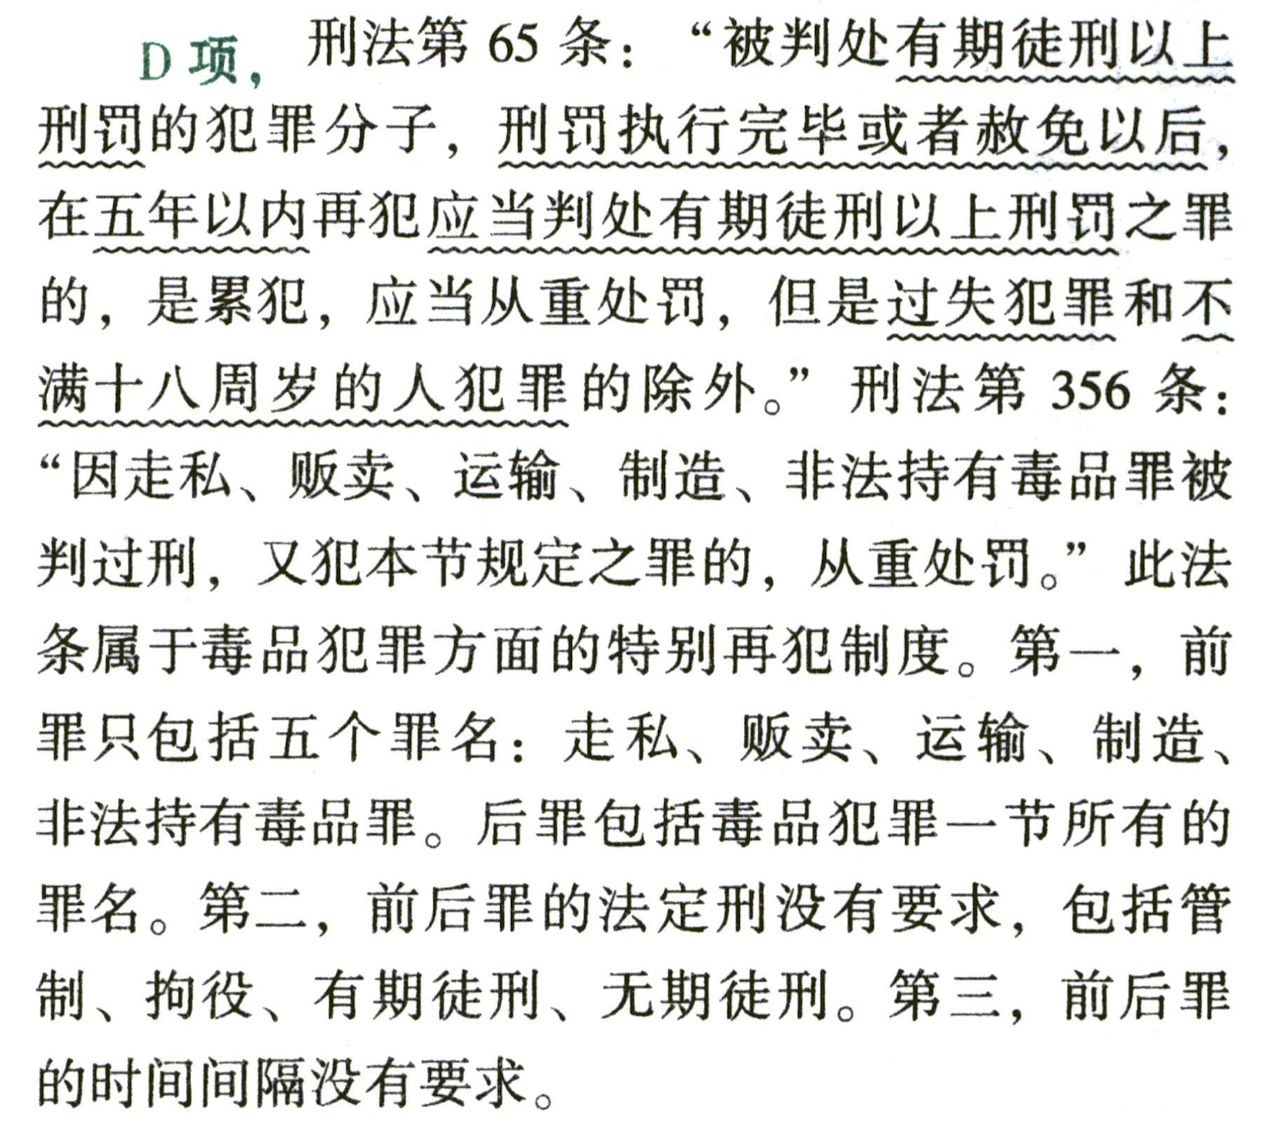 D项，刑法第 65 条：“被判处有期徒刑以上
刑罚的犯罪分子，刑罚执行完毕或者赦免以后，
在五年以内再犯应当判处有期徒刑以上刑罚之罪
的，是累犯，应当从重处罚，但是过失犯罪和不
满十八周岁的人犯罪的除外。”刑法第 356 条：
“因走私、贩卖、运输、制造、非法持有毒品罪被
判过刑，又犯本节规定之罪的，从重处罚。”此法
条属于毒品犯罪方面的特别再犯制度。第一，前
罪只包括五个罪名：走私、贩卖、运输、制造、
非法持有毒品罪。后罪包括毒品犯罪一节所有的
罪名。第二，前后罪的法定刑没有要求，包括管
制、拘役、有期徒刑、无期徒刑。第三，前后罪
的时间间隔没有要求。